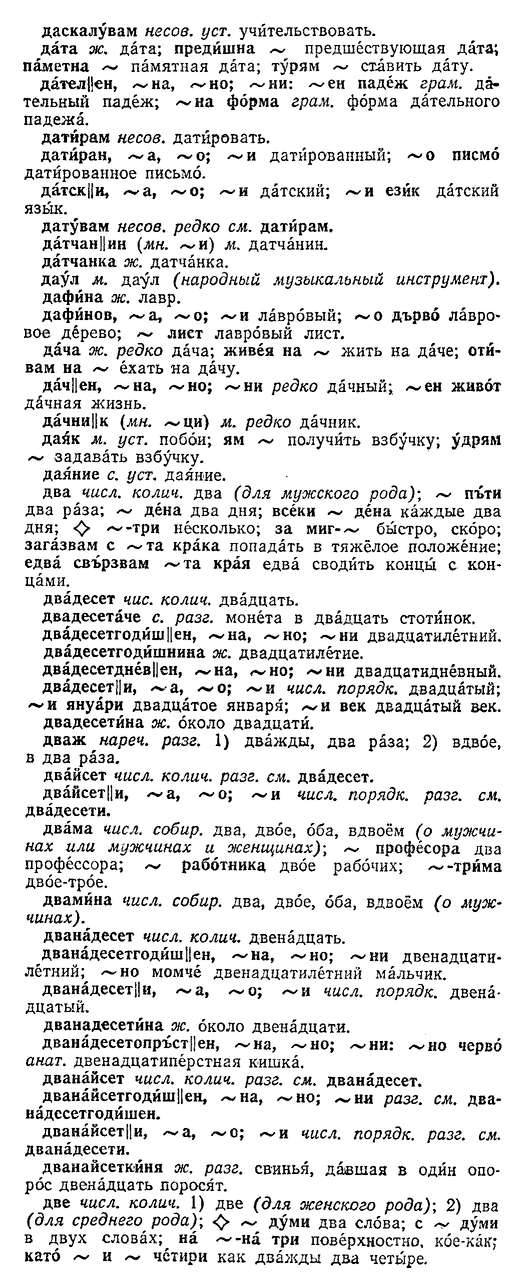 даскалу́вам несов. уст. учи́тельствовать.
да́та ж. да́та; преди́шна ~ предше́ствующая да́та;
па́метна ~ па́мятная да́та; ту́рям ~ ста́вить да́ту.
да́тел||ен, ~на, ~но; ~ни: ~ен паде́ж грам. да́-
тельный паде́ж; ~на фо́рма грам. фо́рма да́тельного
падежа́.
дати́рам несов. дати́ровать.
дати́ран, ~а, ~о; ~и дати́рованный; ~о писмо́
дати́рованное письмо́.
да́тск||и, ~а, ~о; ~и да́тский; ~и ези́к да́тский
язы́к.
дату́вам несов. редко см. дати́рам.
да́тчан||ин (мн. ~и) м. датча́нин.
да́тчанка ж. датча́нка.
дау́л м. дау́л (народный музыкальный инструмент).
дафи́на ж. лавр.
дафи́нов, ~а, ~о; ~и лавро́вый; ~о дърво́ лавро́-
вое де́рево; ~ лист лавро́вый лист.
да́ча ж. редко да́ча; живе́я на ~ жить на да́че; оти́-
вам на ~ е́хать на да́чу.
да́ч||ен, ~на, ~но; ~ни редко да́чный; ~ен живо́т
да́чная жизнь.
да́чни||к (мн. ~ци) м. редко да́чник.
дая́к м. уст. побо́и; ям ~ получи́ть взбу́чку; у́дрям
~ задава́ть взбу́чку.
дая́ние с. уст. дая́ние.
два числ. колич. два (для мужского рода); ~ пъ́ти
два ра́за; ~ де́на два дня; все́ки ~ де́на ка́ждые два
дня; ◇ ~-три не́сколько; за миг-~ бы́стро, ско́ро;
зага́звам с ~та крака́ попада́ть в тяжёлое положе́ние;
едва́ свъ́рзвам ~та кра́я едва́ своди́ть концы́ с кон-
ца́ми.
два́десет чис. колич. два́дцать.
двадесета́че с. разг. моне́та в два́дцать стоти́нок.
два́десетгоди́ш||ен, ~на, ~но; ~ни двадцатиле́тний.
два́десетгоди́шнина ж. двадцатиле́тие.
два́десетдне́в||ен, ~на, ~но; ~ни двадцатидне́вный.
два́десет||и, ~а, ~о; ~и числ. порядк. двадца́тый;
~и януа́ри двадца́тое января́; ~и век двадца́тый век.
двадесети́на ж. о́коло двадцати́.
дваж нареч. разг. 1) два́жды, два ра́за; 2) вдво́е,
в два ра́за.
два́йсет числ. колич. разг. см. два́десет.
два́йсет||и, ~а, ~о; ~и числ. порядк. разг. см.
два́десети.
два́ма числ. собир. два, дво́е, о́ба, вдвоём (о мужчи-
нах или мужчинах и женщинах); ~ профе́сора два
профе́ссора; ~ рабо́тника дво́е рабо́чих; ~-три́ма
дво́е-тро́е.
двами́на числ. собир. два, дво́е, о́ба, вдвоём (о муж-
чинах).
двана́десет числ. колич. двена́дцать.
двана́десетгоди́ш||ен, ~на, ~но; ~ни двенадцати-
ле́тний; ~но момче́ двенадцатиле́тний ма́льчик.
двана́десет||и, ~а, ~о; ~и числ. порядк. двена́-
дцатый.
дванадесети́на ж. о́коло двена́дцати.
двана́десетопръ́ст||ен, ~на, ~но; ~ни: ~но черво́
анат. двенадцатипе́рстная кишка́.
двана́йсет числ. колич. разг. см. двана́десет.
двана́йсетгоди́ш||ен, ~на, ~но; ~ни разг. см. два-
на́десетгоди́шен.
двана́йсет||и, ~а, ~о; ~и числ. порядк. разг. см.
двана́десети.
дванайсетки́ня ж. разг. свинья́, да́вшая в оди́н опо-
ро́с двена́дцать порося́т.
две числ. колич. 1) две (для женского рода); 2) два
(для среднего рода); ◇ ~ ду́ми два сло́ва; с ~ ду́ми
в двух слова́х; на́ ~-на́ три пове́рхностно, ко́е-ка́к;
като́ ~ и ~ че́тири как два́жды два четы́ре.